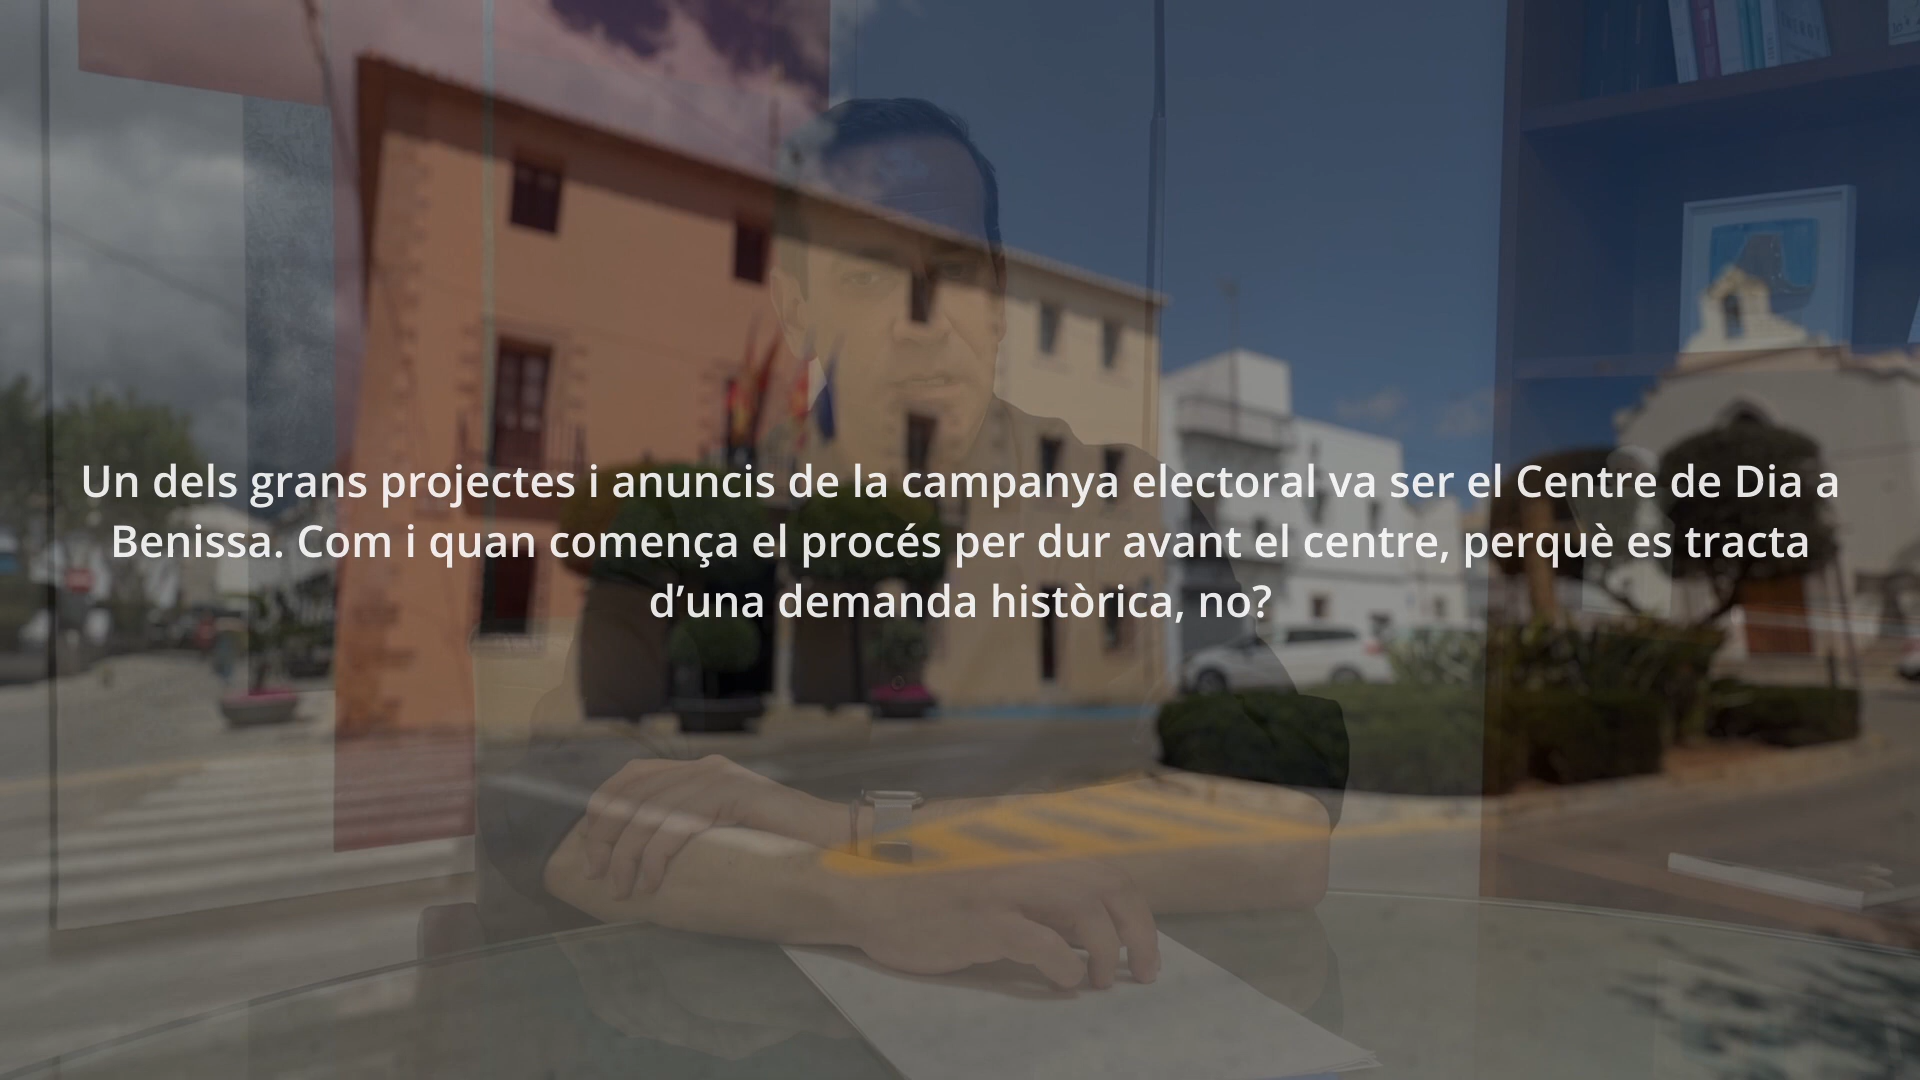 Un dels grans projectes i anuncis de la campanya electoral va ser el Centre de Dia a
Benissa. Com i quan comença el procés per dur avant el centre, perquè es tracta
d’una demanda històrica, no?